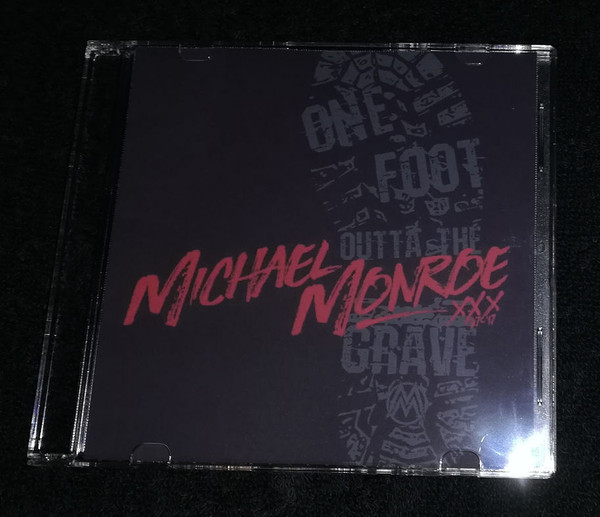 ONE
FOOT
OUTTA THE
MICHAEL
MONROE
XXX
GRAVE
M